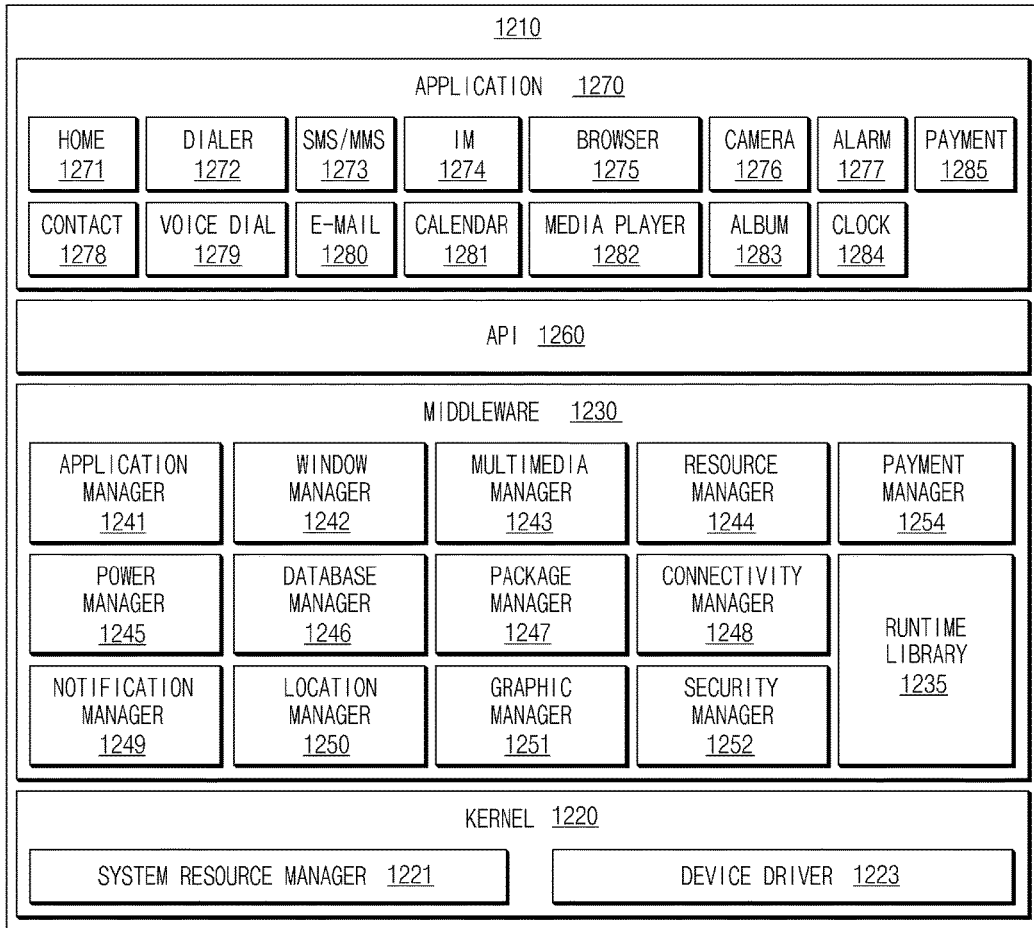 1210
APPLICATION 1270
HOME
1271
DIALER
1272
SMS/MMS
1273
IM
1274
BROWSER
1275
CAMERA
1276
ALARM
1277
PAYMENT
1285
CONTACT
1278
VOICE DIAL
1279
E-MAIL
1280
CALENDAR
1281
MEDIA PLAYER
1282
ALBUM
1283
CLOCK
1284
API 1260
MIDDLEWARE 1230
APPLICATION
MANAGER
1241
WINDOW
MANAGER
1242
MULTIMEDIA
MANAGER
1243
RESOURCE
MANAGER
1244
PAYMENT
MANAGER
1254
POWER
MANAGER
1245
DATABASE
MANAGER
1246
PACKAGE
MANAGER
1247
CONNECTIVITY
MANAGER
1248
RUNTIME
LIBRARY
1235
NOTIFICATION
MANAGER
1249
LOCATION
MANAGER
1250
GRAPHIC
MANAGER
1251
SECURITY
MANAGER
1252
KERNEL 1220
SYSTEM RESOURCE MANAGER 1221
DEVICE DRIVER 1223